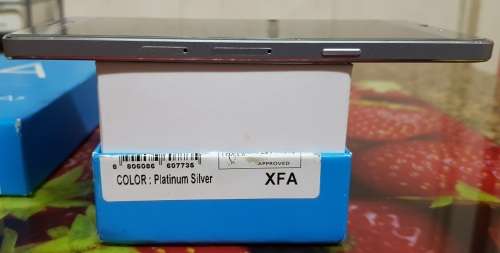 A
8 806086 607735
APPROVED
COLOR : Platinum Silver
XFA